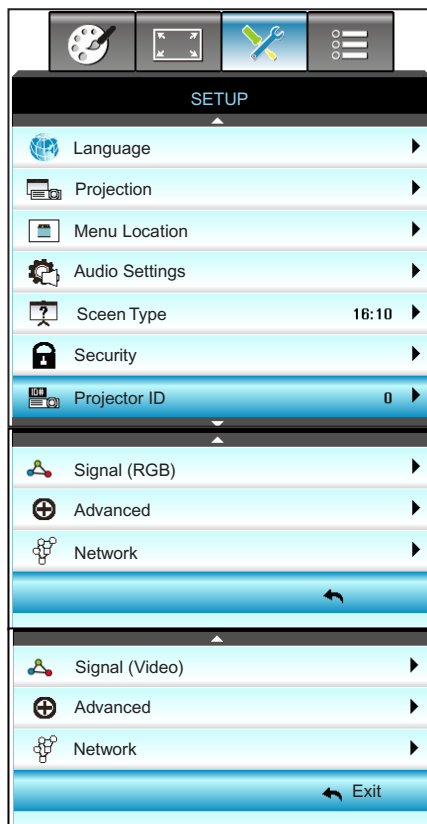 SETUP
Language
Projection
Menu Location
Audio Settings
?
Sceen Type 16:10
Security
ID#
Projector ID 0
Signal (RGB)
Advanced
Network
Signal (Video)
Advanced
Network
Exit